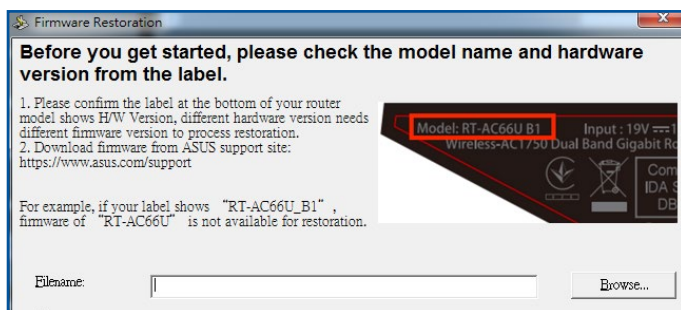 Firmware Restoration
Before you get started, please check the model name and hardware
version from the label.
1. Please confirm the label at the bottom of your router
model shows H/W Version, different hardware version needs
different firmware version to process restoration.
2. Download firmware from ASUS support site:
https://www.asus.com/support
For example, if your label shows “RT-AC66U_B1”,
firmware of “RT-AC66U” is not available for restoration.
Model: RT-AC66U B1 Input : 19V
Wireless-AC1750 Dual Band Gigabit
Com
IDA
DB
Filename:
Browse...